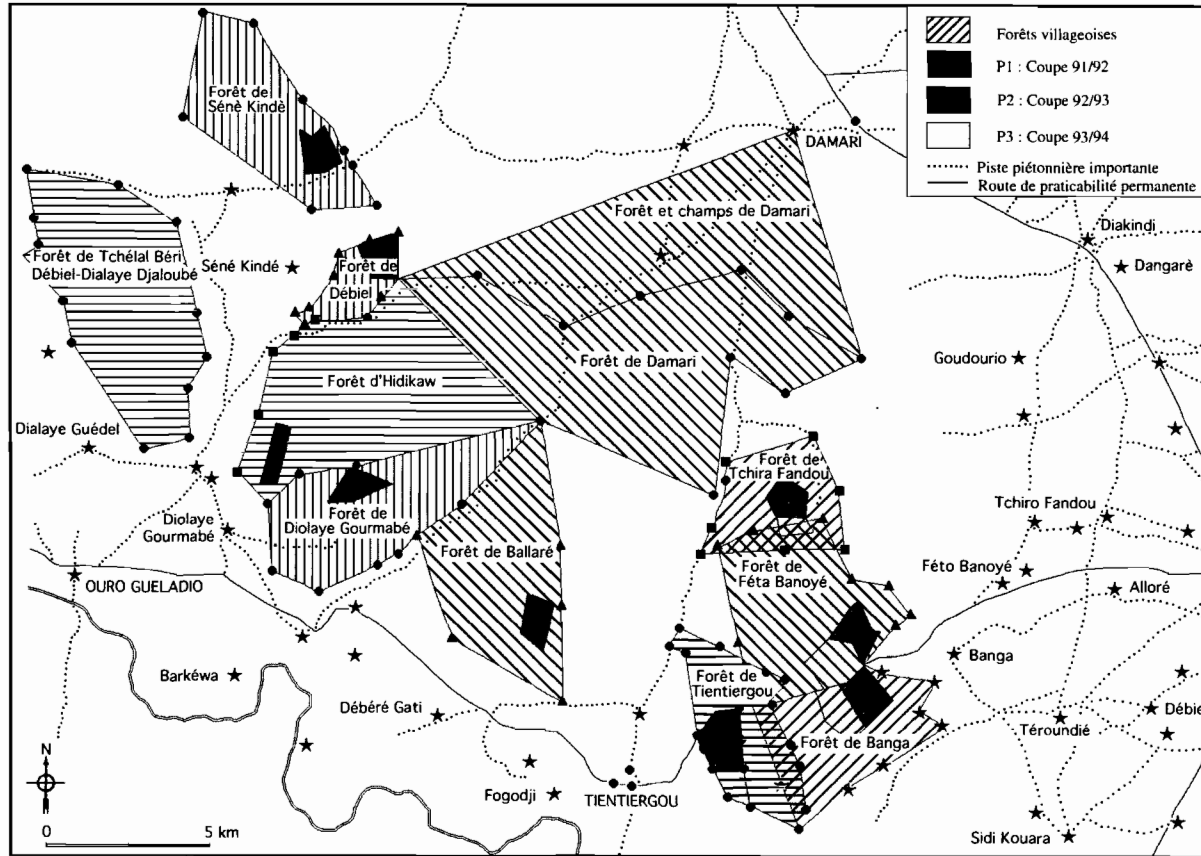 Forêts villageoises
P1 : Coupe 91/92
P2 : Coupe 92/93
P3 : Coupe 93/94
Piste piétonnière importante
Route de praticabilité permanente
Forêt de
Sénè Kindè
DAMARI
Forêt et champs de Damari
Diakindi
Dangarè
Forêt de Tchélal Béri
Débiel-Dialaye Djaloubé
Séné Kindé
Forêt de
Débiel
Goudourio
Forêt de Damari
Forêt d'Hidikaw
Dialaye Guédel
Forêt de
Tchira Fandou
Tchiro Fandou
Diolaye
Gourmabé
Forêt de
Diolaye Gourmabé
Forêt de Ballaré
Forêt de
Féta Banoyé
Féto Banoyé
Alloré
OURO GUELADIO
Barkéwa
Banga
Forêt de
Tientiergou
Débéré Gati
Téroundié
Débie
Forêt de Banga
N
Fogodji
TIENTIERGOU
Sidi Kouara
0
5 km